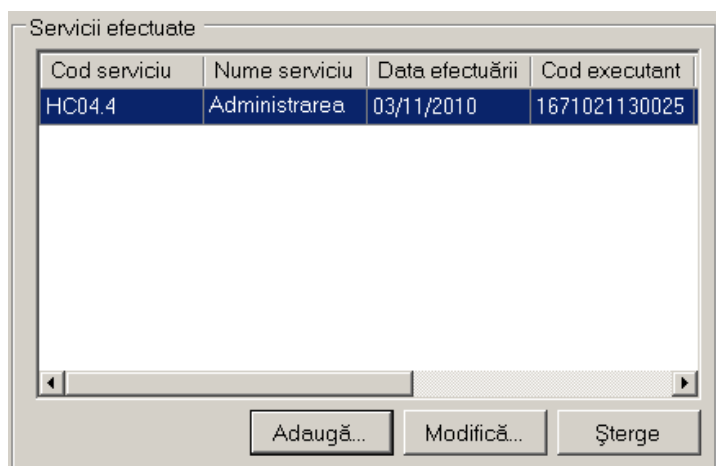 Servicii efectuate
Cod serviciu Nume serviciu Data efectuării Cod executant
HC04.4 Administrarea 03/11/2010 1671021130025
Adaugă... Modifică... Şterge